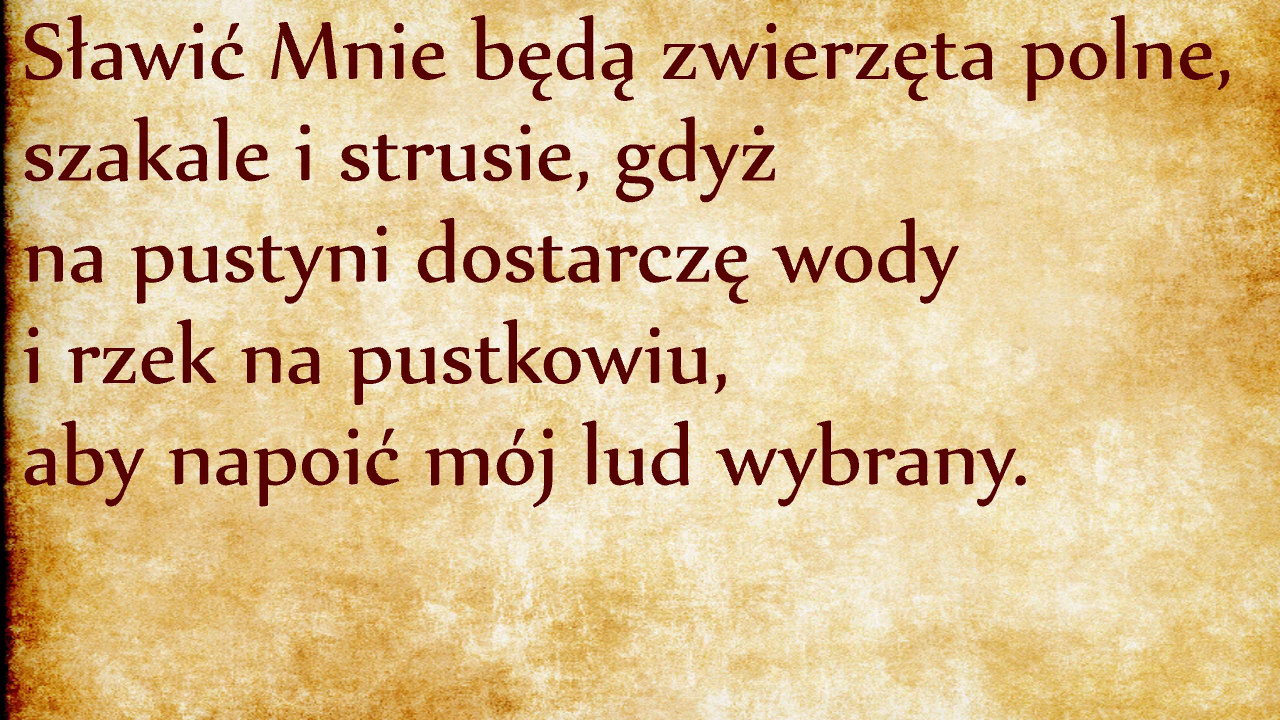 Sławić Mnie będą zwierzęta polne,
szakale i strusie, gdyż
na pustyni dostarczę wody
i rzek na pustkowiu,
aby napoić mój lud wybrany.